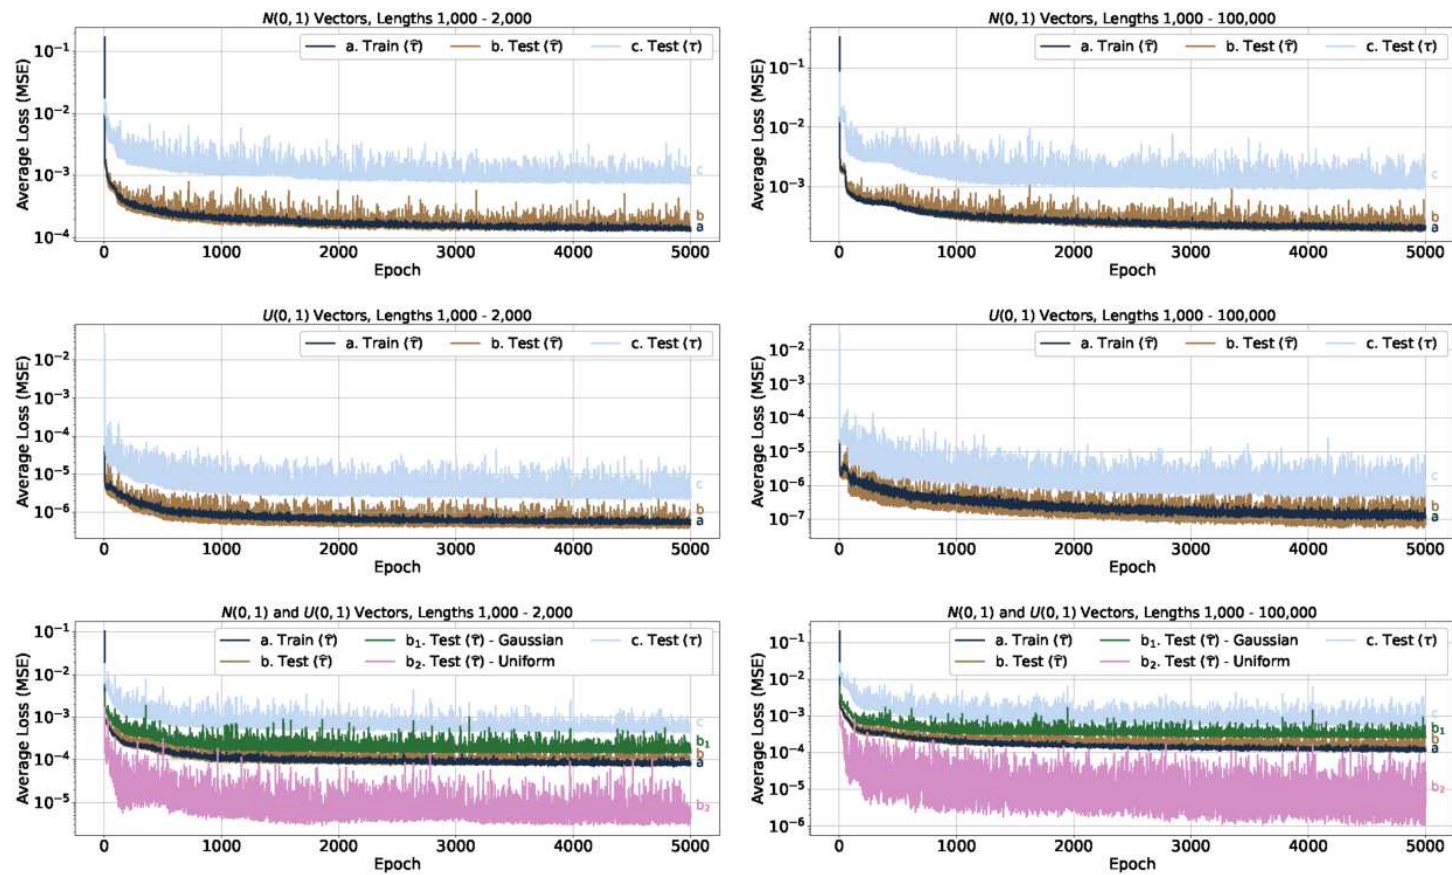 N(0, 1) Vectors, Lengths 1,000 - 2,000
a. Train (τ̂) b. Test (τ̂) c. Test (τ)
Average Loss (MSE)
10⁻¹
10⁻²
10⁻³
10⁻⁴
c
b
a
0 1000 2000 3000 4000 5000
Epoch
N(0, 1) Vectors, Lengths 1,000 - 100,000
a. Train (τ̂) b. Test (τ̂) c. Test (τ)
Average Loss (MSE)
10⁻¹
10⁻²
10⁻³
c
b
a
0 1000 2000 3000 4000 5000
Epoch
U(0, 1) Vectors, Lengths 1,000 - 2,000
a. Train (τ̂) b. Test (τ̂) c. Test (τ)
Average Loss (MSE)
10⁻²
10⁻³
10⁻⁴
10⁻⁵
10⁻⁶
c
b
a
0 1000 2000 3000 4000 5000
Epoch
U(0, 1) Vectors, Lengths 1,000 - 100,000
a. Train (τ̂) b. Test (τ̂) c. Test (τ)
Average Loss (MSE)
10⁻²
10⁻³
10⁻⁴
10⁻⁵
10⁻⁶
10⁻⁷
c
b
a
0 1000 2000 3000 4000 5000
Epoch
N(0, 1) and U(0, 1) Vectors, Lengths 1,000 - 2,000
a. Train (τ̂) b₁. Test (τ̂) - Gaussian c. Test (τ)
b. Test (τ̂) b₂. Test (τ̂) - Uniform
Average Loss (MSE)
10⁻¹
10⁻²
10⁻³
10⁻⁴
10⁻⁵
c
b₁
b
a
b₂
0 1000 2000 3000 4000 5000
Epoch
N(0, 1) and U(0, 1) Vectors, Lengths 1,000 - 100,000
a. Train (τ̂) b₁. Test (τ̂) - Gaussian c. Test (τ)
b. Test (τ̂) b₂. Test (τ̂) - Uniform
Average Loss (MSE)
10⁻¹
10⁻²
10⁻³
10⁻⁴
10⁻⁵
10⁻⁶
c
b₁
b
a
b₂
0 1000 2000 3000 4000 5000
Epoch